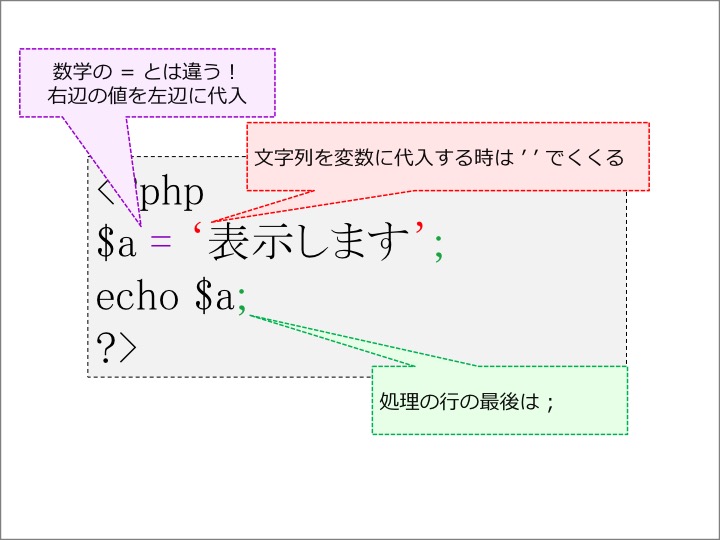 数学の = とは違う!
右辺の値を左辺に代入
文字列を変数に代入する時は ’ ’ でくくる
< php
$a = ‘表示します’;
echo $a;
?>
処理の行の最後は ;